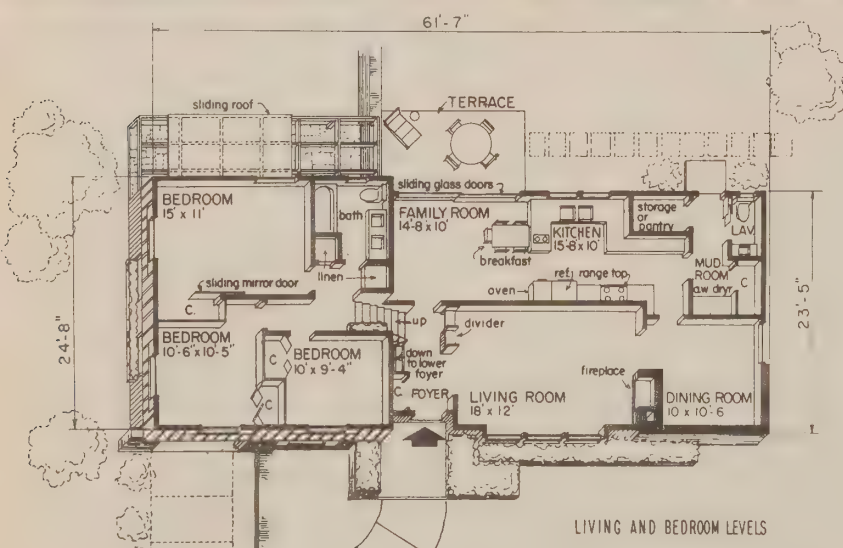 61'-7"
sliding roof
TERRACE
BEDROOM
15' x 11'
bath
sliding glass doors
FAMILY ROOM
14'-8 x 10'
KITCHEN
15'-8 x 10'
storage
or
pantry
LAV.
breakfast
MUD
ROOM
a.w. dryr.
C
linen
sliding mirror door
C.
oven
ref.
range top
up
divider
24'-8"
23'-5"
BEDROOM
10'-6" x 10'-5"
C
C
BEDROOM
10' x 9'-4"
down
to lower
foyer
C
FOYER
LIVING ROOM
18' x 12'
fireplace
DINING ROOM
10 x 10'-6
LIVING AND BEDROOM LEVELS